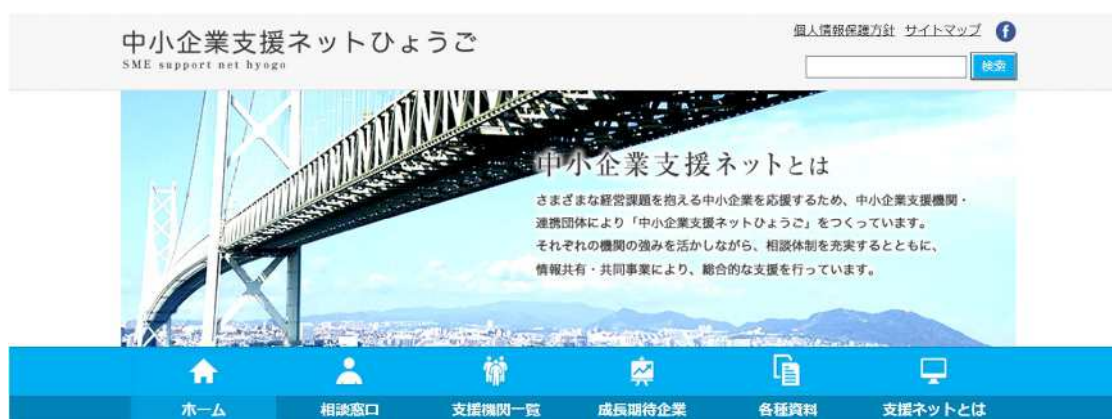 中小企業支援ネットひょうご
SME support net hyogo
個人情報保護方針 サイトマップ
検索
中小企業支援ネットとは
さまざまな経営課題を抱える中小企業を応援するため、中小企業支援機関・
連携団体により「中小企業支援ネットひょうご」をつくっています。
それぞれの機関の強みを活かしながら、相談体制を充実するとともに、
情報共有・共同事業により、総合的な支援を行っています。
ホーム 相談窓口 支援機関一覧 成長期待企業 各種資料 支援ネットとは